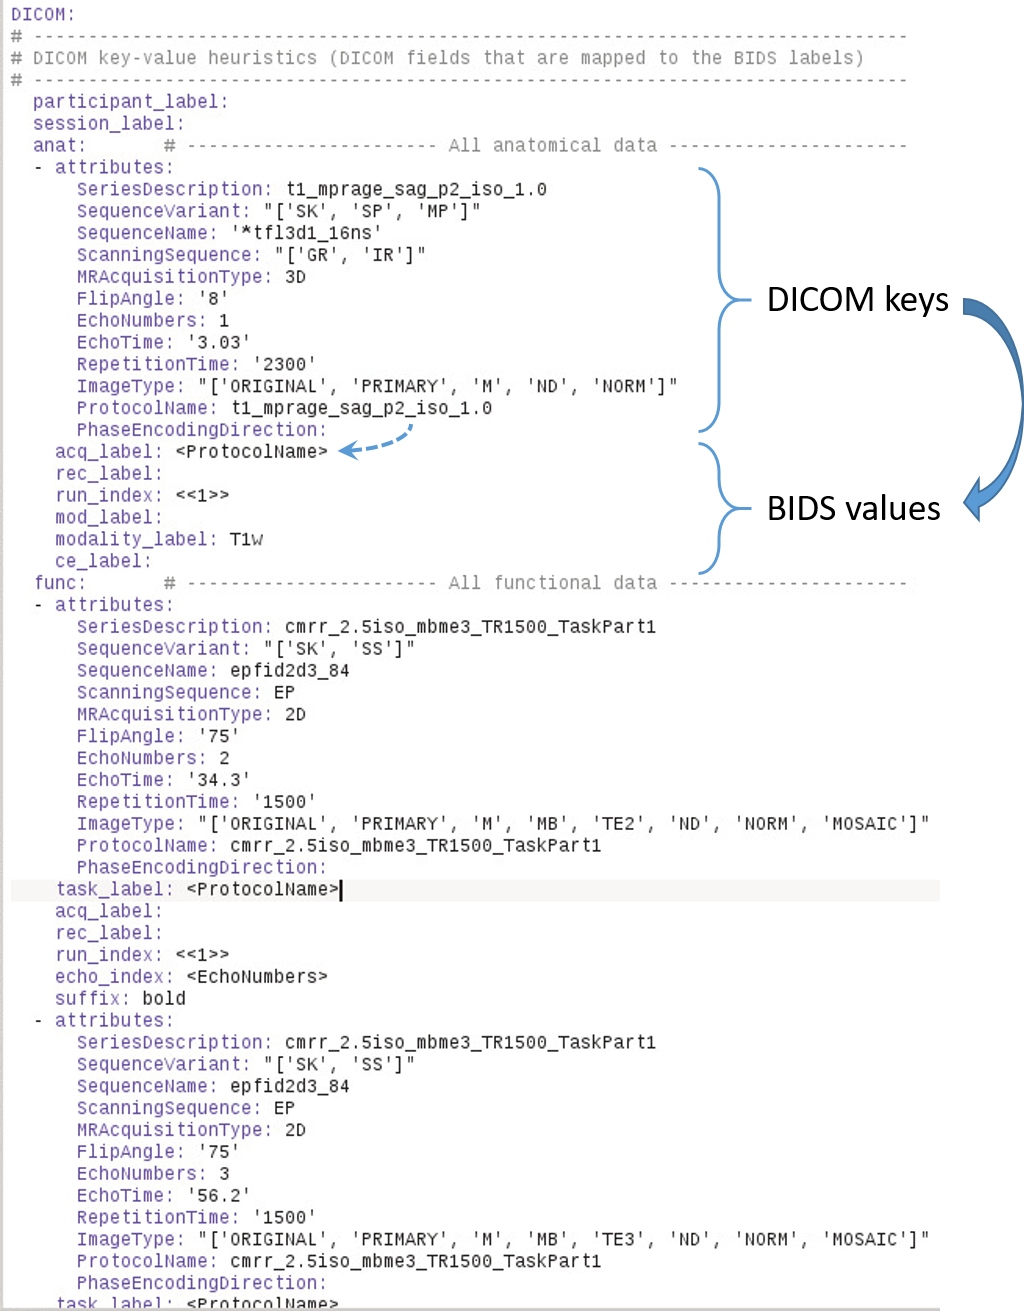 DICOM:
# --------------------------------------------------------------------------------
# DICOM key-value heuristics (DICOM fields that are mapped to the BIDS labels)
# --------------------------------------------------------------------------------
participant_label:
session_label:
anat: # ----------------------- All anatomical data ----------------------
- attributes:
SeriesDescription: t1_mprage_sag_p2_iso_1.0
SequenceVariant: "['SK', 'SP', 'MP']"
SequenceName: '*tfl3d1_16ns'
ScanningSequence: "['GR', 'IR']"
MRAcquisitionType: 3D
FlipAngle: '8'
EchoNumbers: 1
EchoTime: '3.03'
RepetitionTime: '2300'
ImageType: "['ORIGINAL', 'PRIMARY', 'M', 'ND', 'NORM']"
ProtocolName: t1_mprage_sag_p2_iso_1.0
PhaseEncodingDirection:
DICOM keys
acq_label: <ProtocolName>
rec_label:
run_index: <<1>>
mod_label:
modality_label: T1w
ce_label:
BIDS values
func: # ----------------------- All functional data ----------------------
- attributes:
SeriesDescription: cmrr_2.5iso_mbme3_TR1500_TaskPart1
SequenceVariant: "['SK', 'SS']"
SequenceName: epfid2d3_84
ScanningSequence: EP
MRAcquisitionType: 2D
FlipAngle: '75'
EchoNumbers: 2
EchoTime: '34.3'
RepetitionTime: '1500'
ImageType: "['ORIGINAL', 'PRIMARY', 'M', 'MB', 'TE2', 'ND', 'NORM', 'MOSAIC']"
ProtocolName: cmrr_2.5iso_mbme3_TR1500_TaskPart1
PhaseEncodingDirection:
task_label: <ProtocolName>
acq_label:
rec_label:
run_index: <<1>>
echo_index: <EchoNumbers>
suffix: bold
- attributes:
SeriesDescription: cmrr_2.5iso_mbme3_TR1500_TaskPart1
SequenceVariant: "['SK', 'SS']"
SequenceName: epfid2d3_84
ScanningSequence: EP
MRAcquisitionType: 2D
FlipAngle: '75'
EchoNumbers: 3
EchoTime: '56.2'
RepetitionTime: '1500'
ImageType: "['ORIGINAL', 'PRIMARY', 'M', 'MB', 'TE3', 'ND', 'NORM', 'MOSAIC']"
ProtocolName: cmrr_2.5iso_mbme3_TR1500_TaskPart1
PhaseEncodingDirection:
task_label: <ProtocolName>